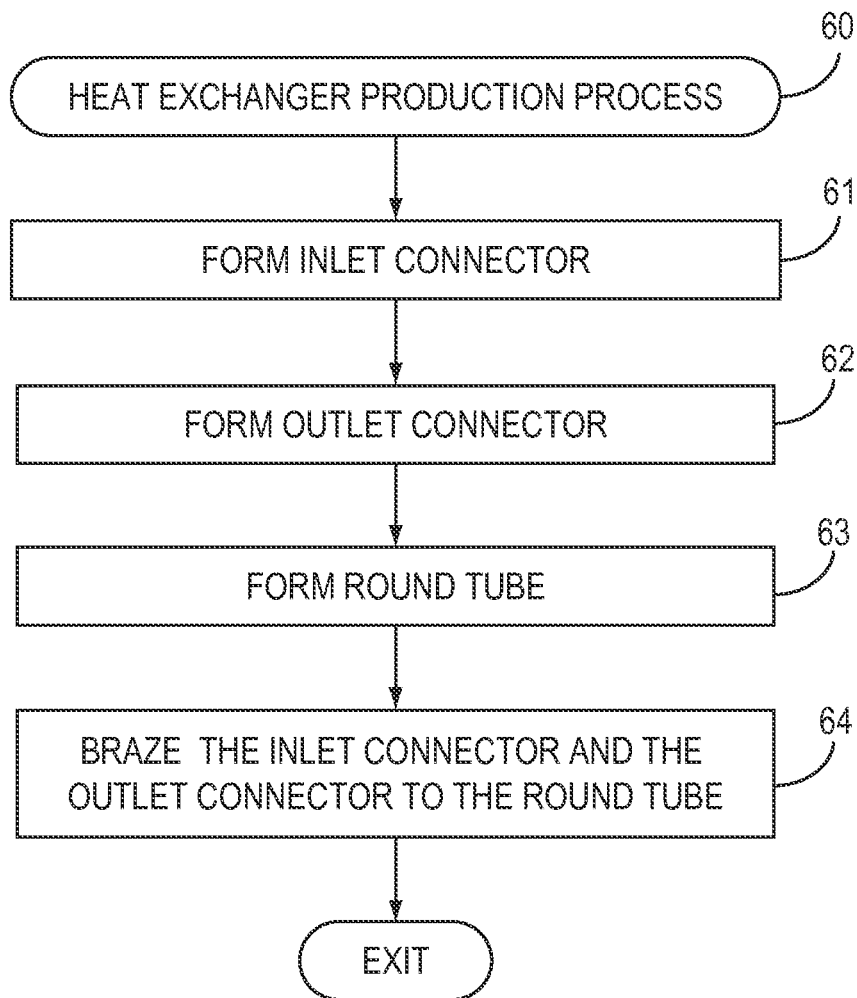 60
HEAT EXCHANGER PRODUCTION PROCESS
61
FORM INLET CONNECTOR
62
FORM OUTLET CONNECTOR
63
FORM ROUND TUBE
64
BRAZE THE INLET CONNECTOR AND THE
OUTLET CONNECTOR TO THE ROUND TUBE
EXIT